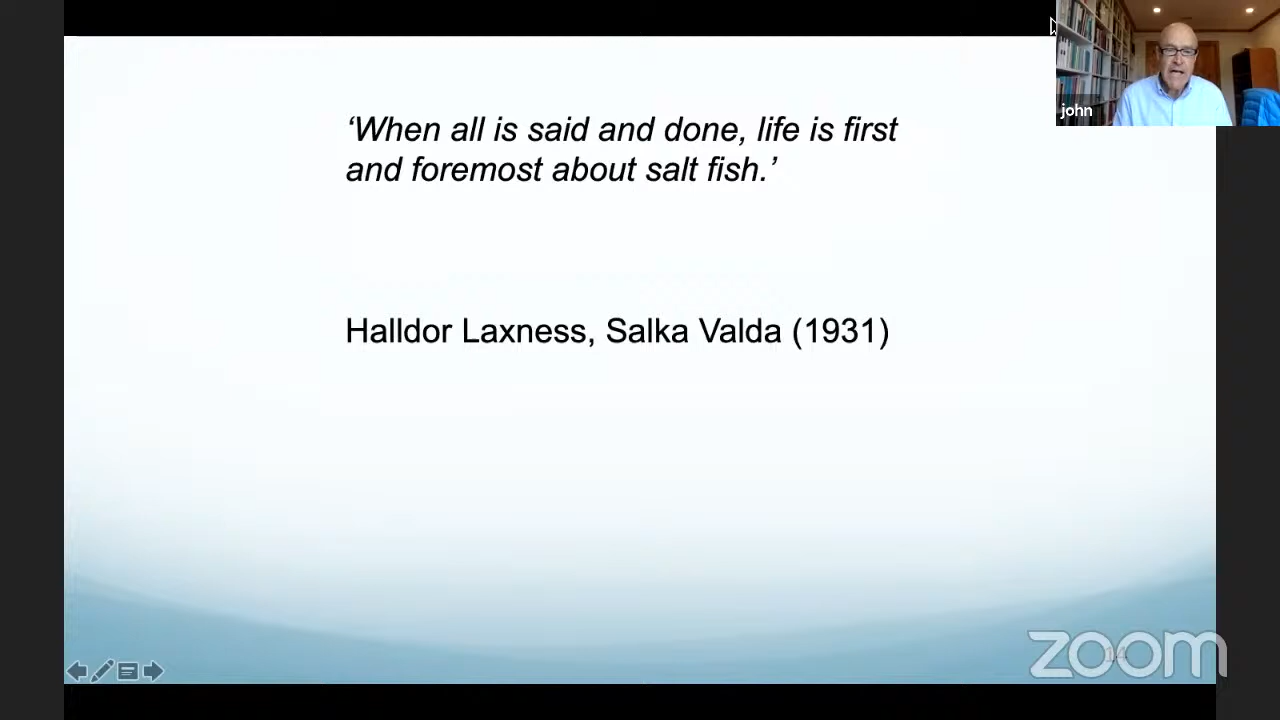 john
‘When all is said and done, life is first
and foremost about salt fish.’
Halldor Laxness, Salka Valda (1931)
14
zoom